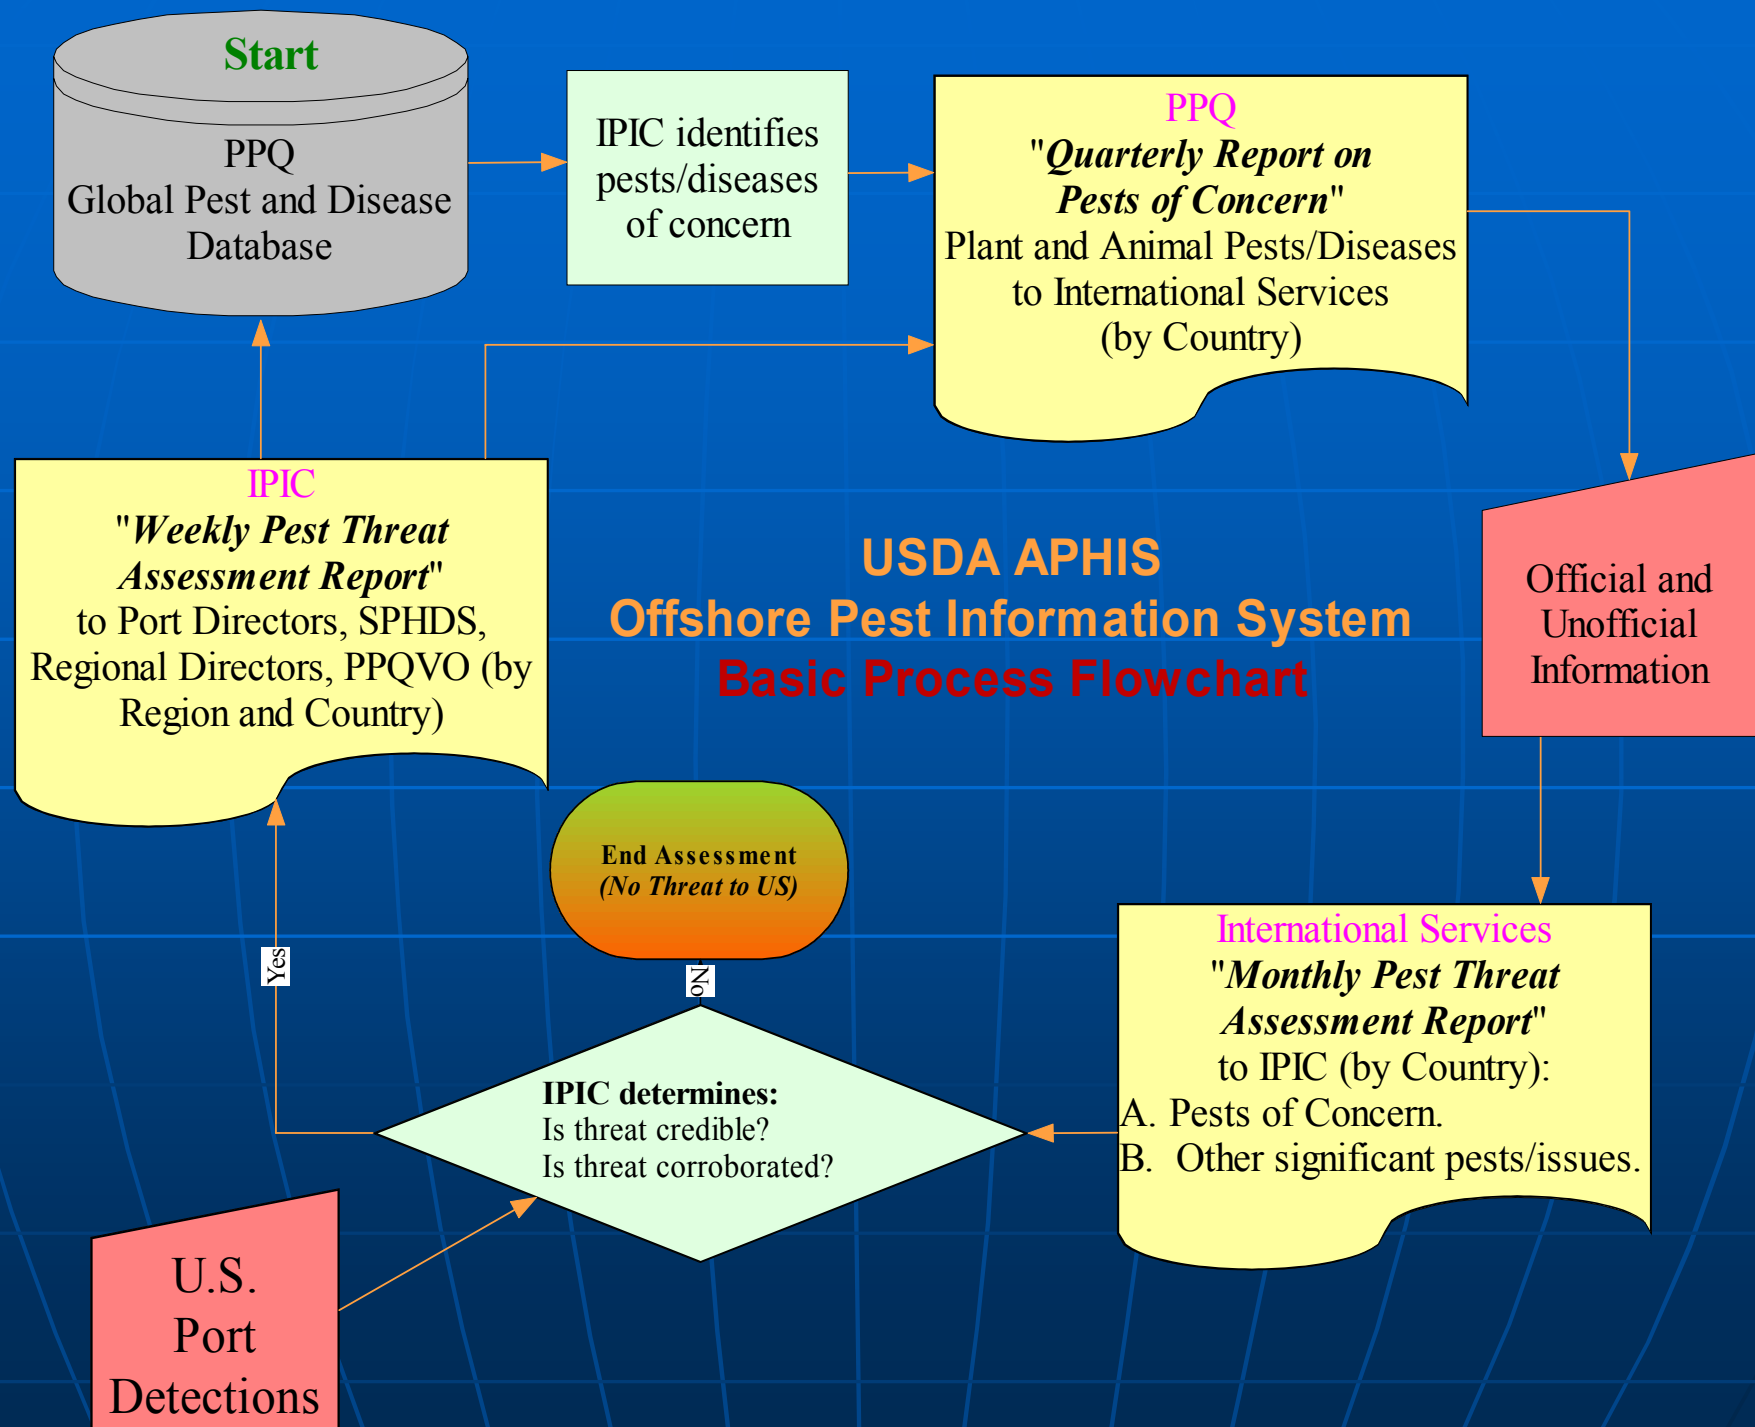 Start
PPQ
Global Pest and Disease
Database
IPIC identifies
pests/diseases
of concern
PPQ
"Quarterly Report on
Pests of Concern"
Plant and Animal Pests/Diseases
to International Services
(by Country)
IPIC
"Weekly Pest Threat
Assessment Report"
to Port Directors, SPHDS,
Regional Directors, PPQVO (by
Region and Country)
USDA APHIS
Offshore Pest Information System
Basic Process Flowchart
Official and
Unofficial
Information
End Assessment
(No Threat to US)
Yes
No
International Services
"Monthly Pest Threat
Assessment Report"
to IPIC (by Country):
A. Pests of Concern.
B. Other significant pests/issues.
IPIC determines:
Is threat credible?
Is threat corroborated?
U.S.
Port
Detections